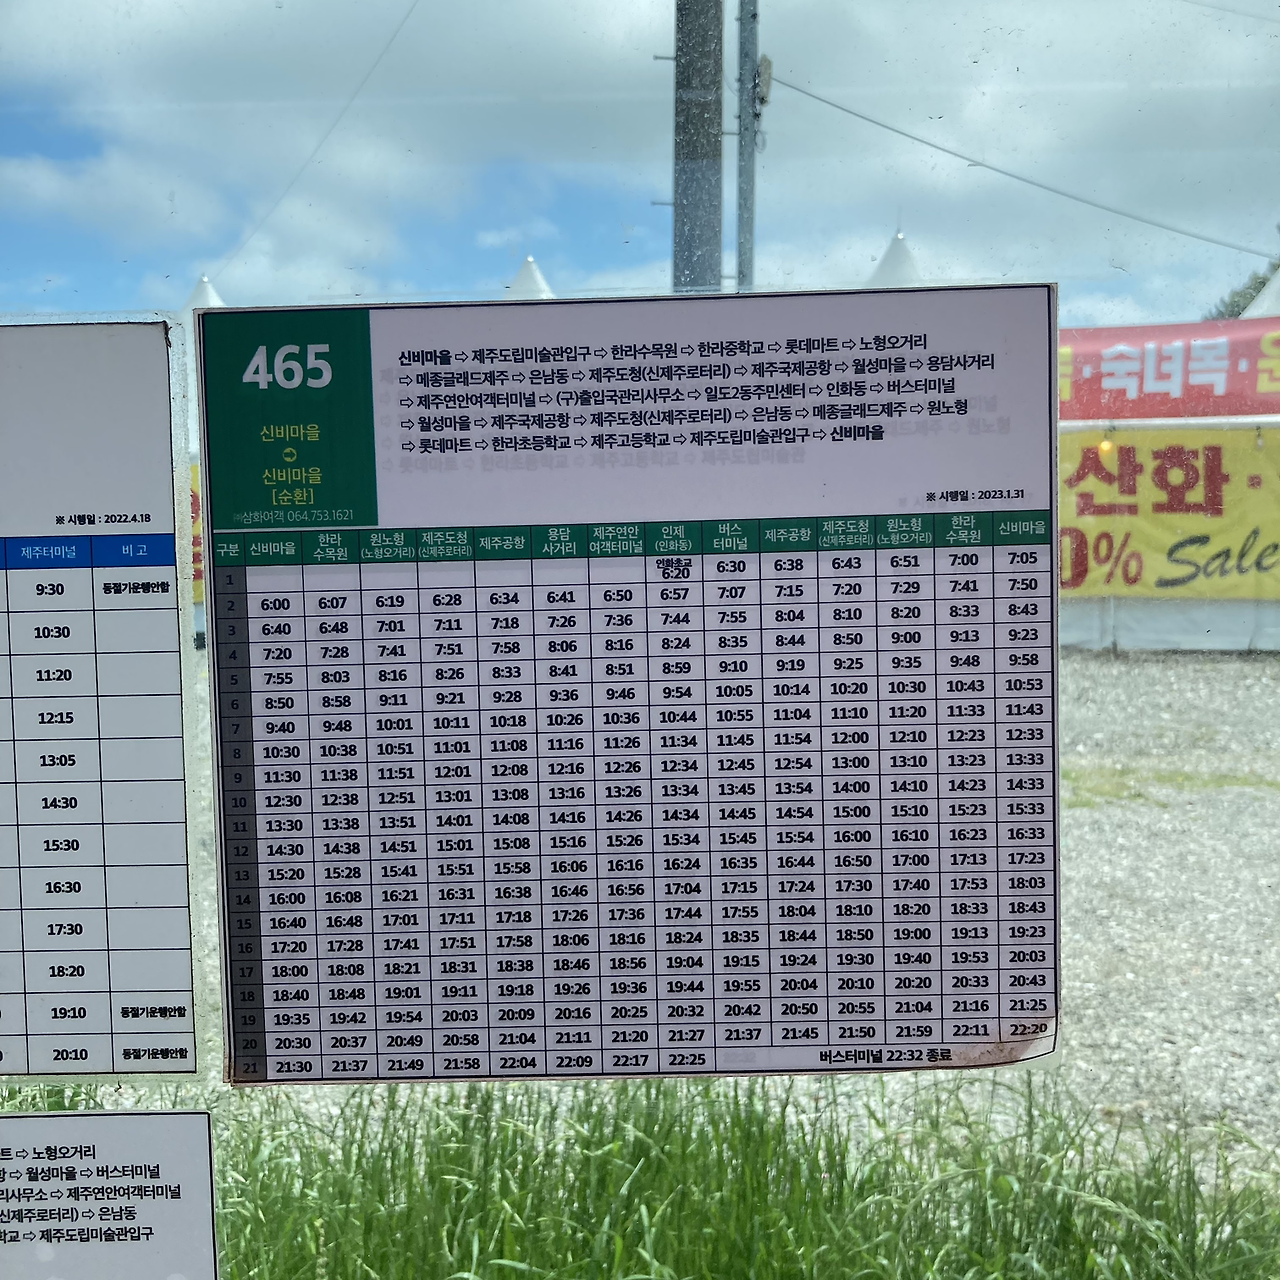 465
신비마을
신비마을
[순환]
㈜삼화여객 064.753.1621
신비마을 ⇨ 제주도립미술관입구 ⇨ 한라수목원 ⇨ 한라중학교 ⇨ 롯데마트 ⇨ 노형오거리
⇨ 메종글래드제주 ⇨ 은남동 ⇨ 제주도청(신제주로터리) ⇨ 제주국제공항 ⇨ 월성마을 ⇨ 용담사거리
⇨ 제주연안여객터미널 ⇨ (구)출입국관리사무소 ⇨ 일도2동주민센터 ⇨ 인화동 ⇨ 버스터미널
⇨ 월성마을 ⇨ 제주국제공항 ⇨ 제주도청(신제주로터리) ⇨ 은남동 ⇨ 메종글래드제주 ⇨ 원노형
⇨ 롯데마트 ⇨ 한라초등학교 ⇨ 제주고등학교 ⇨ 제주도립미술관입구 ⇨ 신비마을
※ 시행일 : 2023.1.31
구분 신비마을 한라수목원 원노형(노형오거리) 제주도청(신제주로터리) 제주공항 용담사거리 제주연안여객터미널 인제(인화동) 버스터미널 제주공항 제주도청(신제주로터리) 원노형(노형오거리) 한라수목원 신비마을
1 인화초교 6:20 6:30 6:38 6:43 6:51 7:00 7:05
2 6:00 6:07 6:19 6:28 6:34 6:41 6:50 6:57 7:07 7:15 7:20 7:29 7:41 7:50
3 6:40 6:48 7:01 7:11 7:18 7:26 7:36 7:44 7:55 8:04 8:10 8:20 8:33 8:43
4 7:20 7:28 7:41 7:51 7:58 8:06 8:16 8:24 8:35 8:44 8:50 9:00 9:13 9:23
5 7:55 8:03 8:16 8:26 8:33 8:41 8:51 8:59 9:10 9:19 9:25 9:35 9:48 9:58
6 8:50 8:58 9:11 9:21 9:28 9:36 9:46 9:54 10:05 10:14 10:20 10:30 10:43 10:53
7 9:40 9:48 10:01 10:11 10:18 10:26 10:36 10:44 10:55 11:04 11:10 11:20 11:33 11:43
8 10:30 10:38 10:51 11:01 11:08 11:16 11:26 11:34 11:45 11:54 12:00 12:10 12:23 12:33
9 11:30 11:38 11:51 12:01 12:08 12:16 12:26 12:34 12:45 12:54 13:00 13:10 13:23 13:33
10 12:30 12:38 12:51 13:01 13:08 13:16 13:26 13:34 13:45 13:54 14:00 14:10 14:23 14:33
11 13:30 13:38 13:51 14:01 14:08 14:16 14:26 14:34 14:45 14:54 15:00 15:10 15:23 15:33
12 14:30 14:38 14:51 15:01 15:08 15:16 15:26 15:34 15:45 15:54 16:00 16:10 16:23 16:33
13 15:20 15:28 15:41 15:51 15:58 16:06 16:16 16:24 16:35 16:44 16:50 17:00 17:13 17:23
14 16:00 16:08 16:21 16:31 16:38 16:46 16:56 17:04 17:15 17:24 17:30 17:40 17:53 18:03
15 16:40 16:48 17:01 17:11 17:18 17:26 17:36 17:44 17:55 18:04 18:10 18:20 18:33 18:43
16 17:20 17:28 17:41 17:51 17:58 18:06 18:16 18:24 18:35 18:44 18:50 19:00 19:13 19:23
17 18:00 18:08 18:21 18:31 18:38 18:46 18:56 19:04 19:15 19:24 19:30 19:40 19:53 20:03
18 18:40 18:48 19:01 19:11 19:18 19:26 19:36 19:44 19:55 20:04 20:10 20:20 20:33 20:43
19 19:35 19:42 19:54 20:03 20:09 20:16 20:25 20:32 20:42 20:50 20:55 21:04 21:16 21:25
20 20:30 20:37 20:49 20:58 21:04 21:11 21:20 21:27 21:37 21:45 21:50 21:59 22:11 22:20
21 21:30 21:37 21:49 21:58 22:04 22:09 22:17 22:25 버스터미널 22:32 종료
※ 시행일 : 2022.4.18
제주터미널 비 고
9:30 동절기운행안함
10:30
11:20
12:15
13:05
14:30
15:30
16:30
17:30
18:20
19:10 동절기운행안함
20:10 동절기운행안함
트 ⇨ 노형오거리
항 ⇨ 월성마을 ⇨ 버스터미널
리사무소 ⇨ 제주연안여객터미널
신제주로터리) ⇨ 은남동
학교 ⇨ 제주도립미술관입구
· 숙녀복 ·
산화 ·
0% Sale